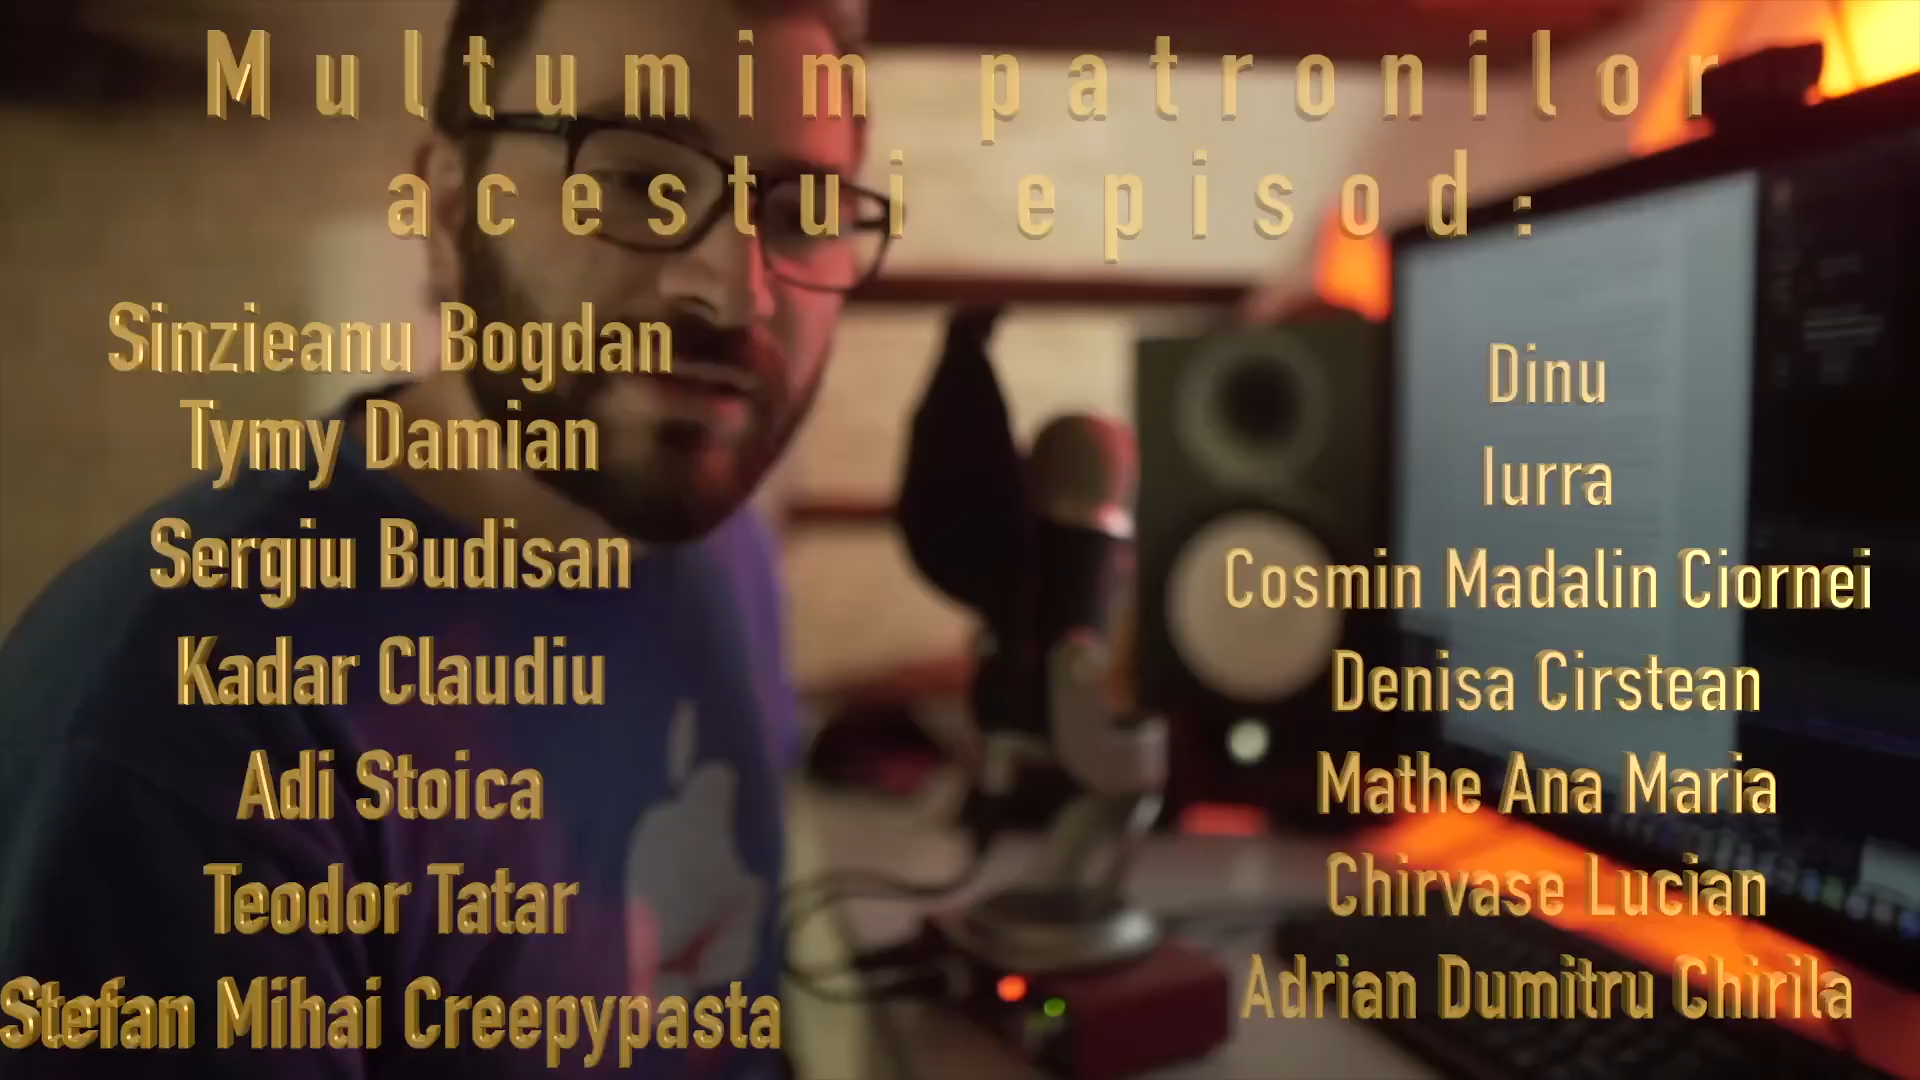 Multumim patronilor
acestui episod:
Sinzieanu Bogdan
Tymy Damian
Sergiu Budisan
Kadar Claudiu
Adi Stoica
Teodor Tatar
Stefan Mihai Creepypasta
Dinu
Iurra
Cosmin Madalin Ciornei
Denisa Cirstean
Mathe Ana Maria
Chirvase Lucian
Adrian Dumitru Chirila